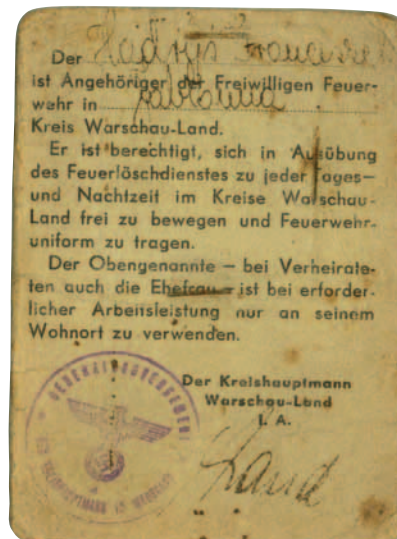 Der Franciszek
ist Angehöriger der Freiwilligen Feuer-
wehr in Jabłonna
Kreis Warschau-Land.
Er ist berechtigt, sich in Ausübung
des Feuerlöschdienstes zu jeder Tages-
und Nachtzeit im Kreise Warschau-
Land frei zu bewegen und Feuerwehr-
uniform zu tragen.
Der Obengenannte – bei Verheirate-
ten auch die Ehefrau – ist bei erforder-
licher Arbeitsleistung nur an seinem
Wohnort zu verwenden.
Der Kreishauptmann
Warschau-Land
I. A.
GENERALGOUVERNEMENT